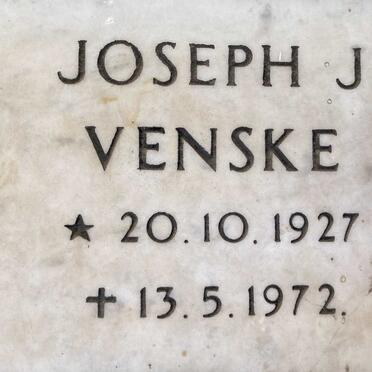 JOSEPH J
VENSKE
★ 20.10.1927
✝ 13.5.1972.